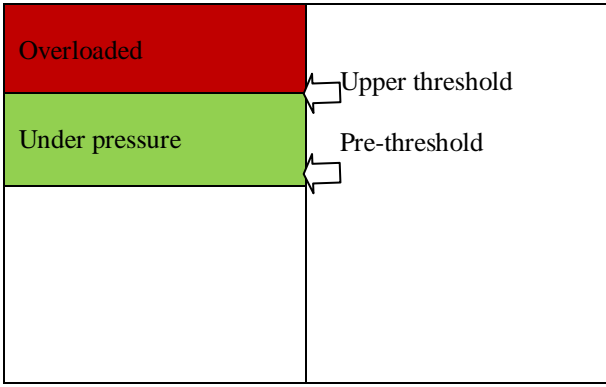 Overloaded
Upper threshold
Under pressure
Pre-threshold